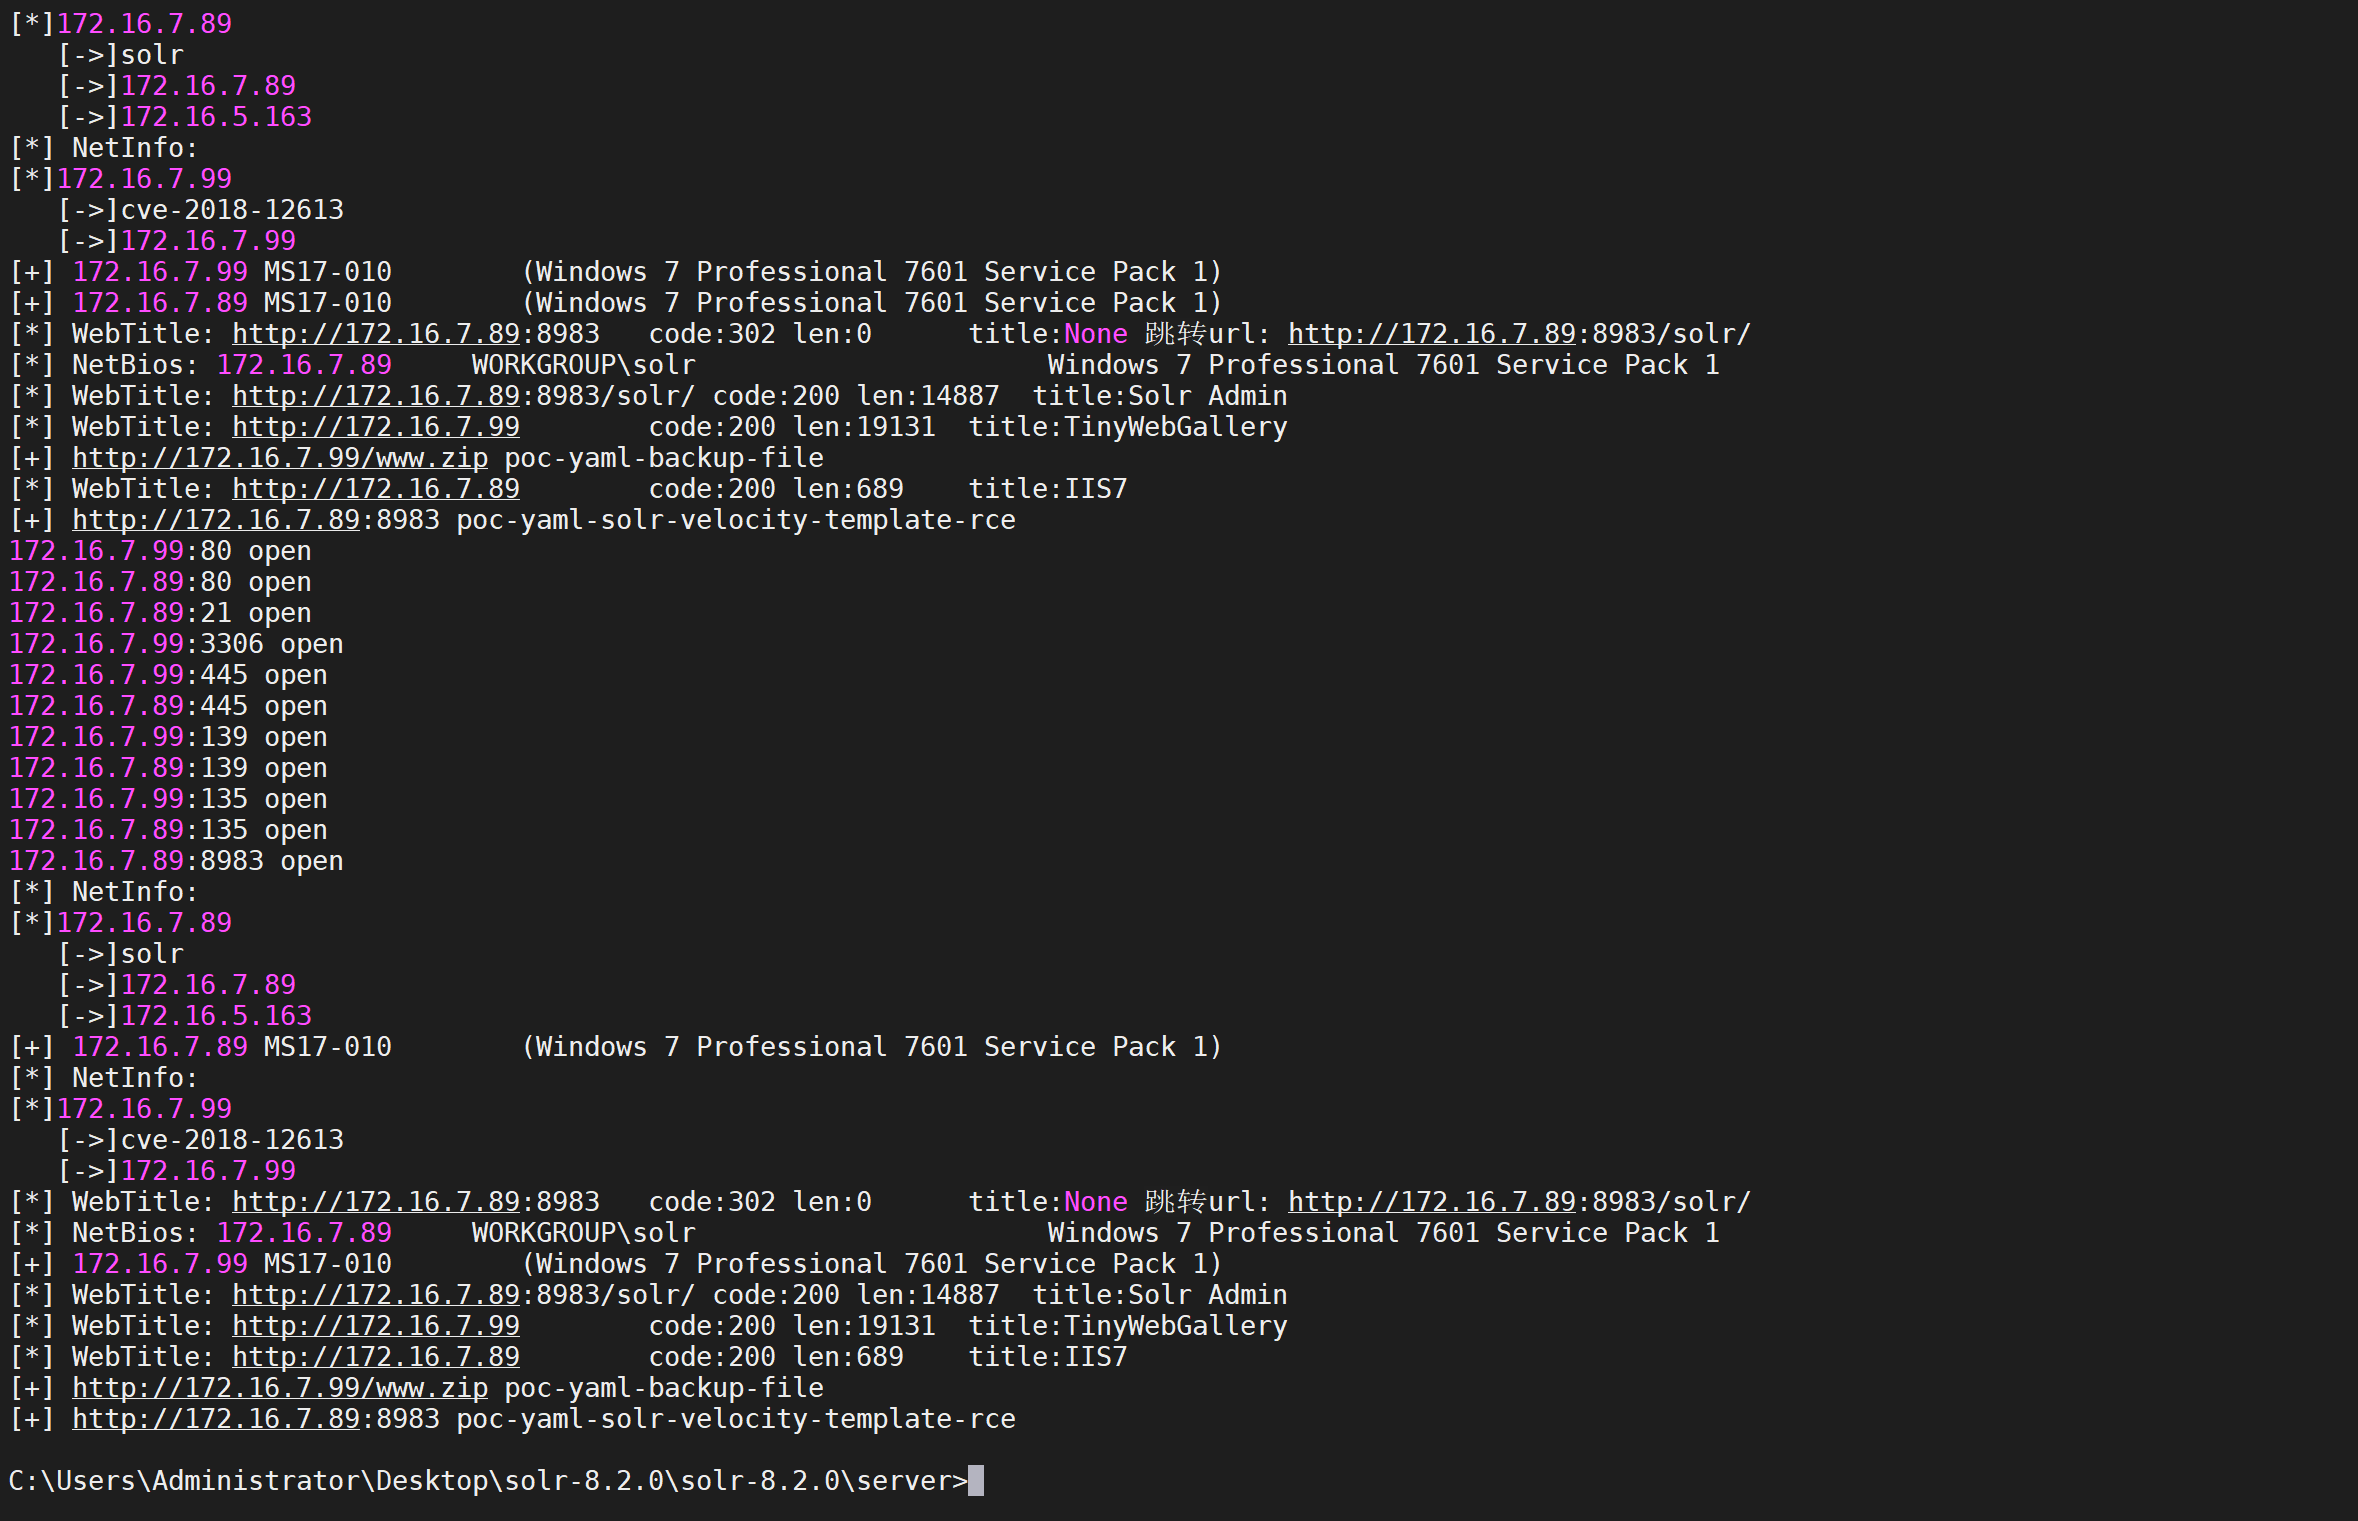 [*]172.16.7.89
   [->]solr
   [->]172.16.7.89
   [->]172.16.5.163
[*] NetInfo:
[*]172.16.7.99
   [->]cve-2018-12613
   [->]172.16.7.99
[+] 172.16.7.99 MS17-010        (Windows 7 Professional 7601 Service Pack 1)
[+] 172.16.7.89 MS17-010        (Windows 7 Professional 7601 Service Pack 1)
[*] WebTitle: http://172.16.7.89:8983   code:302 len:0      title:None 跳转url: http://172.16.7.89:8983/solr/
[*] NetBios: 172.16.7.89     WORKGROUP\solr                      Windows 7 Professional 7601 Service Pack 1
[*] WebTitle: http://172.16.7.89:8983/solr/ code:200 len:14887  title:Solr Admin
[*] WebTitle: http://172.16.7.99        code:200 len:19131  title:TinyWebGallery
[+] http://172.16.7.99/www.zip poc-yaml-backup-file
[*] WebTitle: http://172.16.7.89        code:200 len:689    title:IIS7
[+] http://172.16.7.89:8983 poc-yaml-solr-velocity-template-rce
172.16.7.99:80 open
172.16.7.89:80 open
172.16.7.89:21 open
172.16.7.99:3306 open
172.16.7.99:445 open
172.16.7.89:445 open
172.16.7.99:139 open
172.16.7.89:139 open
172.16.7.99:135 open
172.16.7.89:135 open
172.16.7.89:8983 open
[*] NetInfo:
[*]172.16.7.89
   [->]solr
   [->]172.16.7.89
   [->]172.16.5.163
[+] 172.16.7.89 MS17-010        (Windows 7 Professional 7601 Service Pack 1)
[*] NetInfo:
[*]172.16.7.99
   [->]cve-2018-12613
   [->]172.16.7.99
[*] WebTitle: http://172.16.7.89:8983   code:302 len:0      title:None 跳转url: http://172.16.7.89:8983/solr/
[*] NetBios: 172.16.7.89     WORKGROUP\solr                      Windows 7 Professional 7601 Service Pack 1
[+] 172.16.7.99 MS17-010        (Windows 7 Professional 7601 Service Pack 1)
[*] WebTitle: http://172.16.7.89:8983/solr/ code:200 len:14887  title:Solr Admin
[*] WebTitle: http://172.16.7.99        code:200 len:19131  title:TinyWebGallery
[*] WebTitle: http://172.16.7.89        code:200 len:689    title:IIS7
[+] http://172.16.7.99/www.zip poc-yaml-backup-file
[+] http://172.16.7.89:8983 poc-yaml-solr-velocity-template-rce
C:\Users\Administrator\Desktop\solr-8.2.0\solr-8.2.0\server>